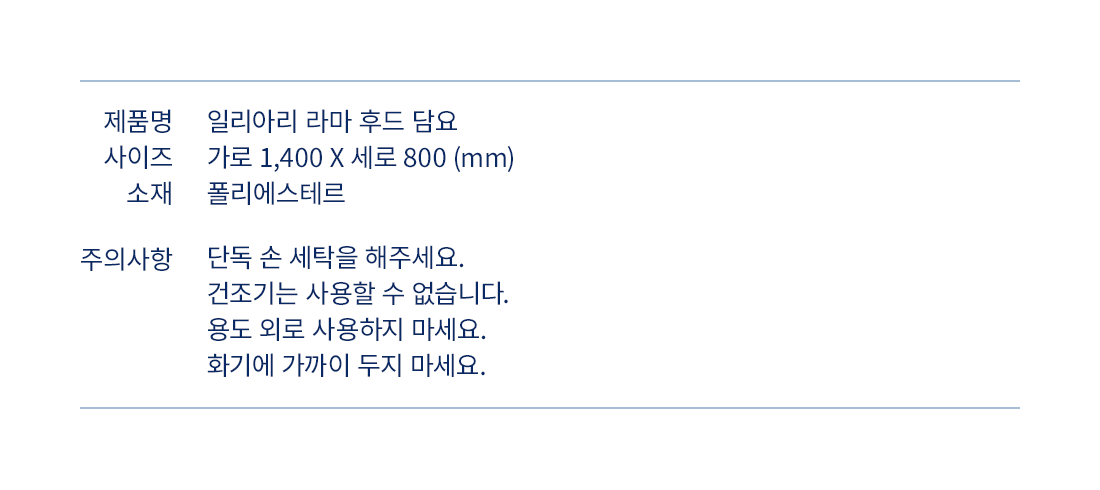 제품명 일리아리 라마 후드 담요
사이즈 가로 1,400 X 세로 800 (mm)
소재 폴리에스테르
주의사항 단독 손 세탁을 해주세요.
건조기는 사용할 수 없습니다.
용도 외로 사용하지 마세요.
화기에 가까이 두지 마세요.